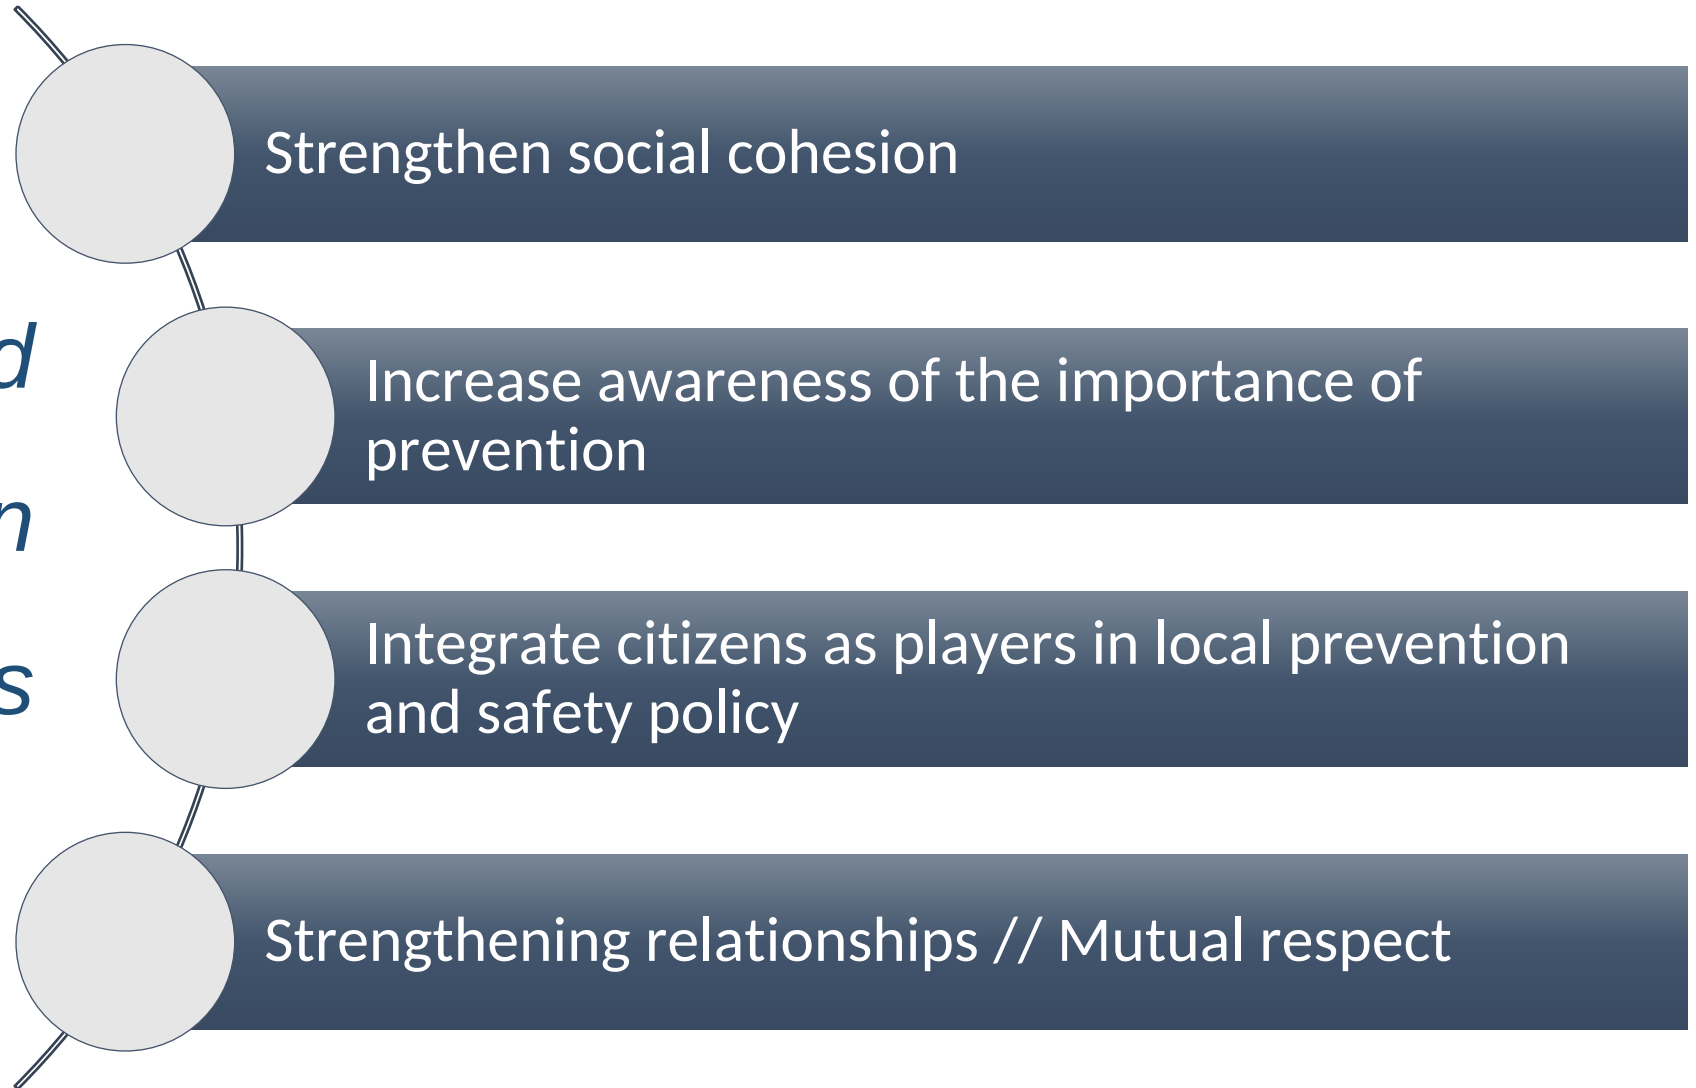 Strengthen social cohesion
d
Increase awareness of the importance of
prevention
n
Integrate citizens as players in local prevention
and safety policy
s
Strengthening relationships // Mutual respect